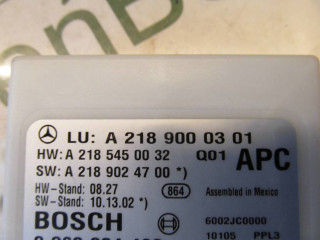 LU: A 218 900 03 01
HW: A 218 545 00 32 Q01 APC
SW: A 218 902 47 00 *)
HW-Stand: 08.27 864 Assembled in Mexico
SW-Stand: 10.13.02 *)
BOSCH 6002JC0000
10105 PPL3